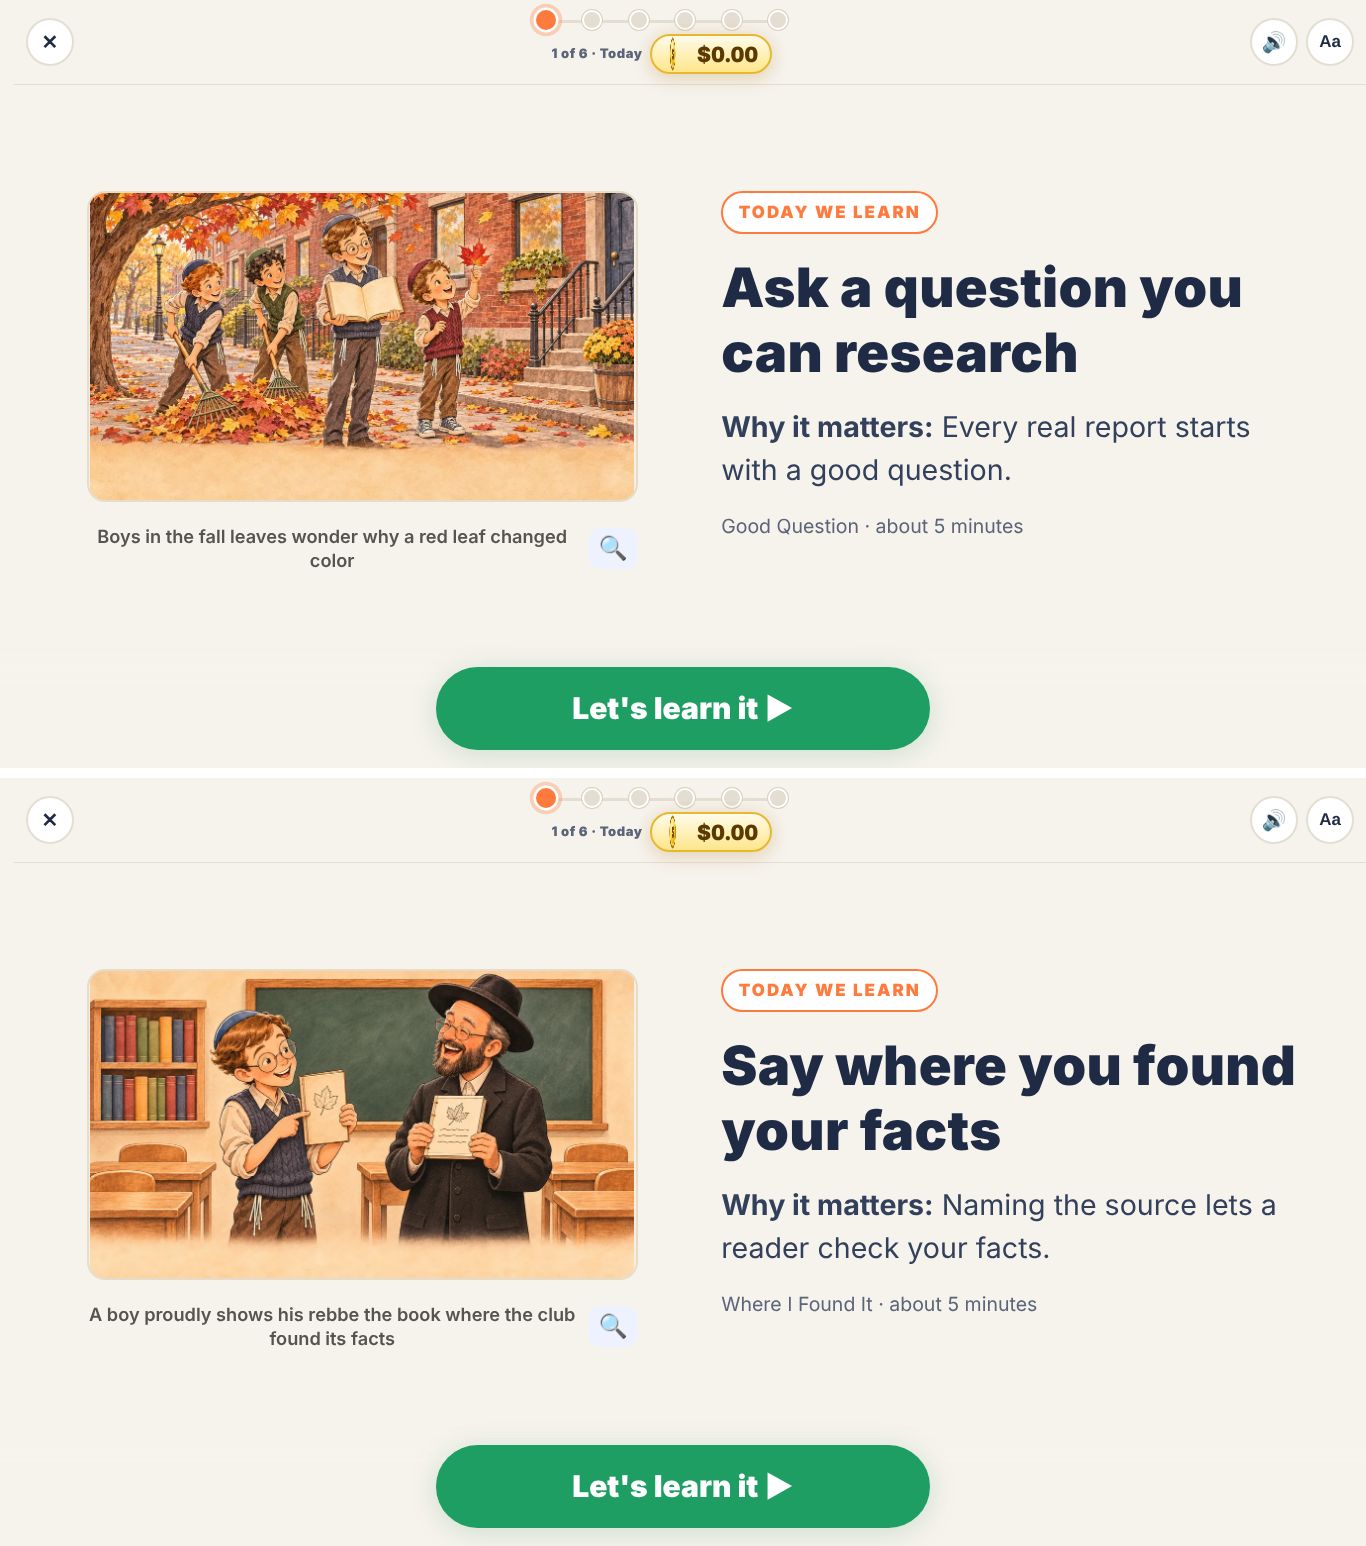 ✕
1 of 6 · Today
$0.00
Aa
TODAY WE LEARN
Ask a question you
can research
Why it matters: Every real report starts
with a good question.
Good Question · about 5 minutes
Boys in the fall leaves wonder why a red leaf changed
color
Let's learn it ▶
✕
1 of 6 · Today
$0.00
Aa
TODAY WE LEARN
Say where you found
your facts
Why it matters: Naming the source lets a
reader check your facts.
Where I Found It · about 5 minutes
A boy proudly shows his rebbe the book where the club
found its facts
Let's learn it ▶